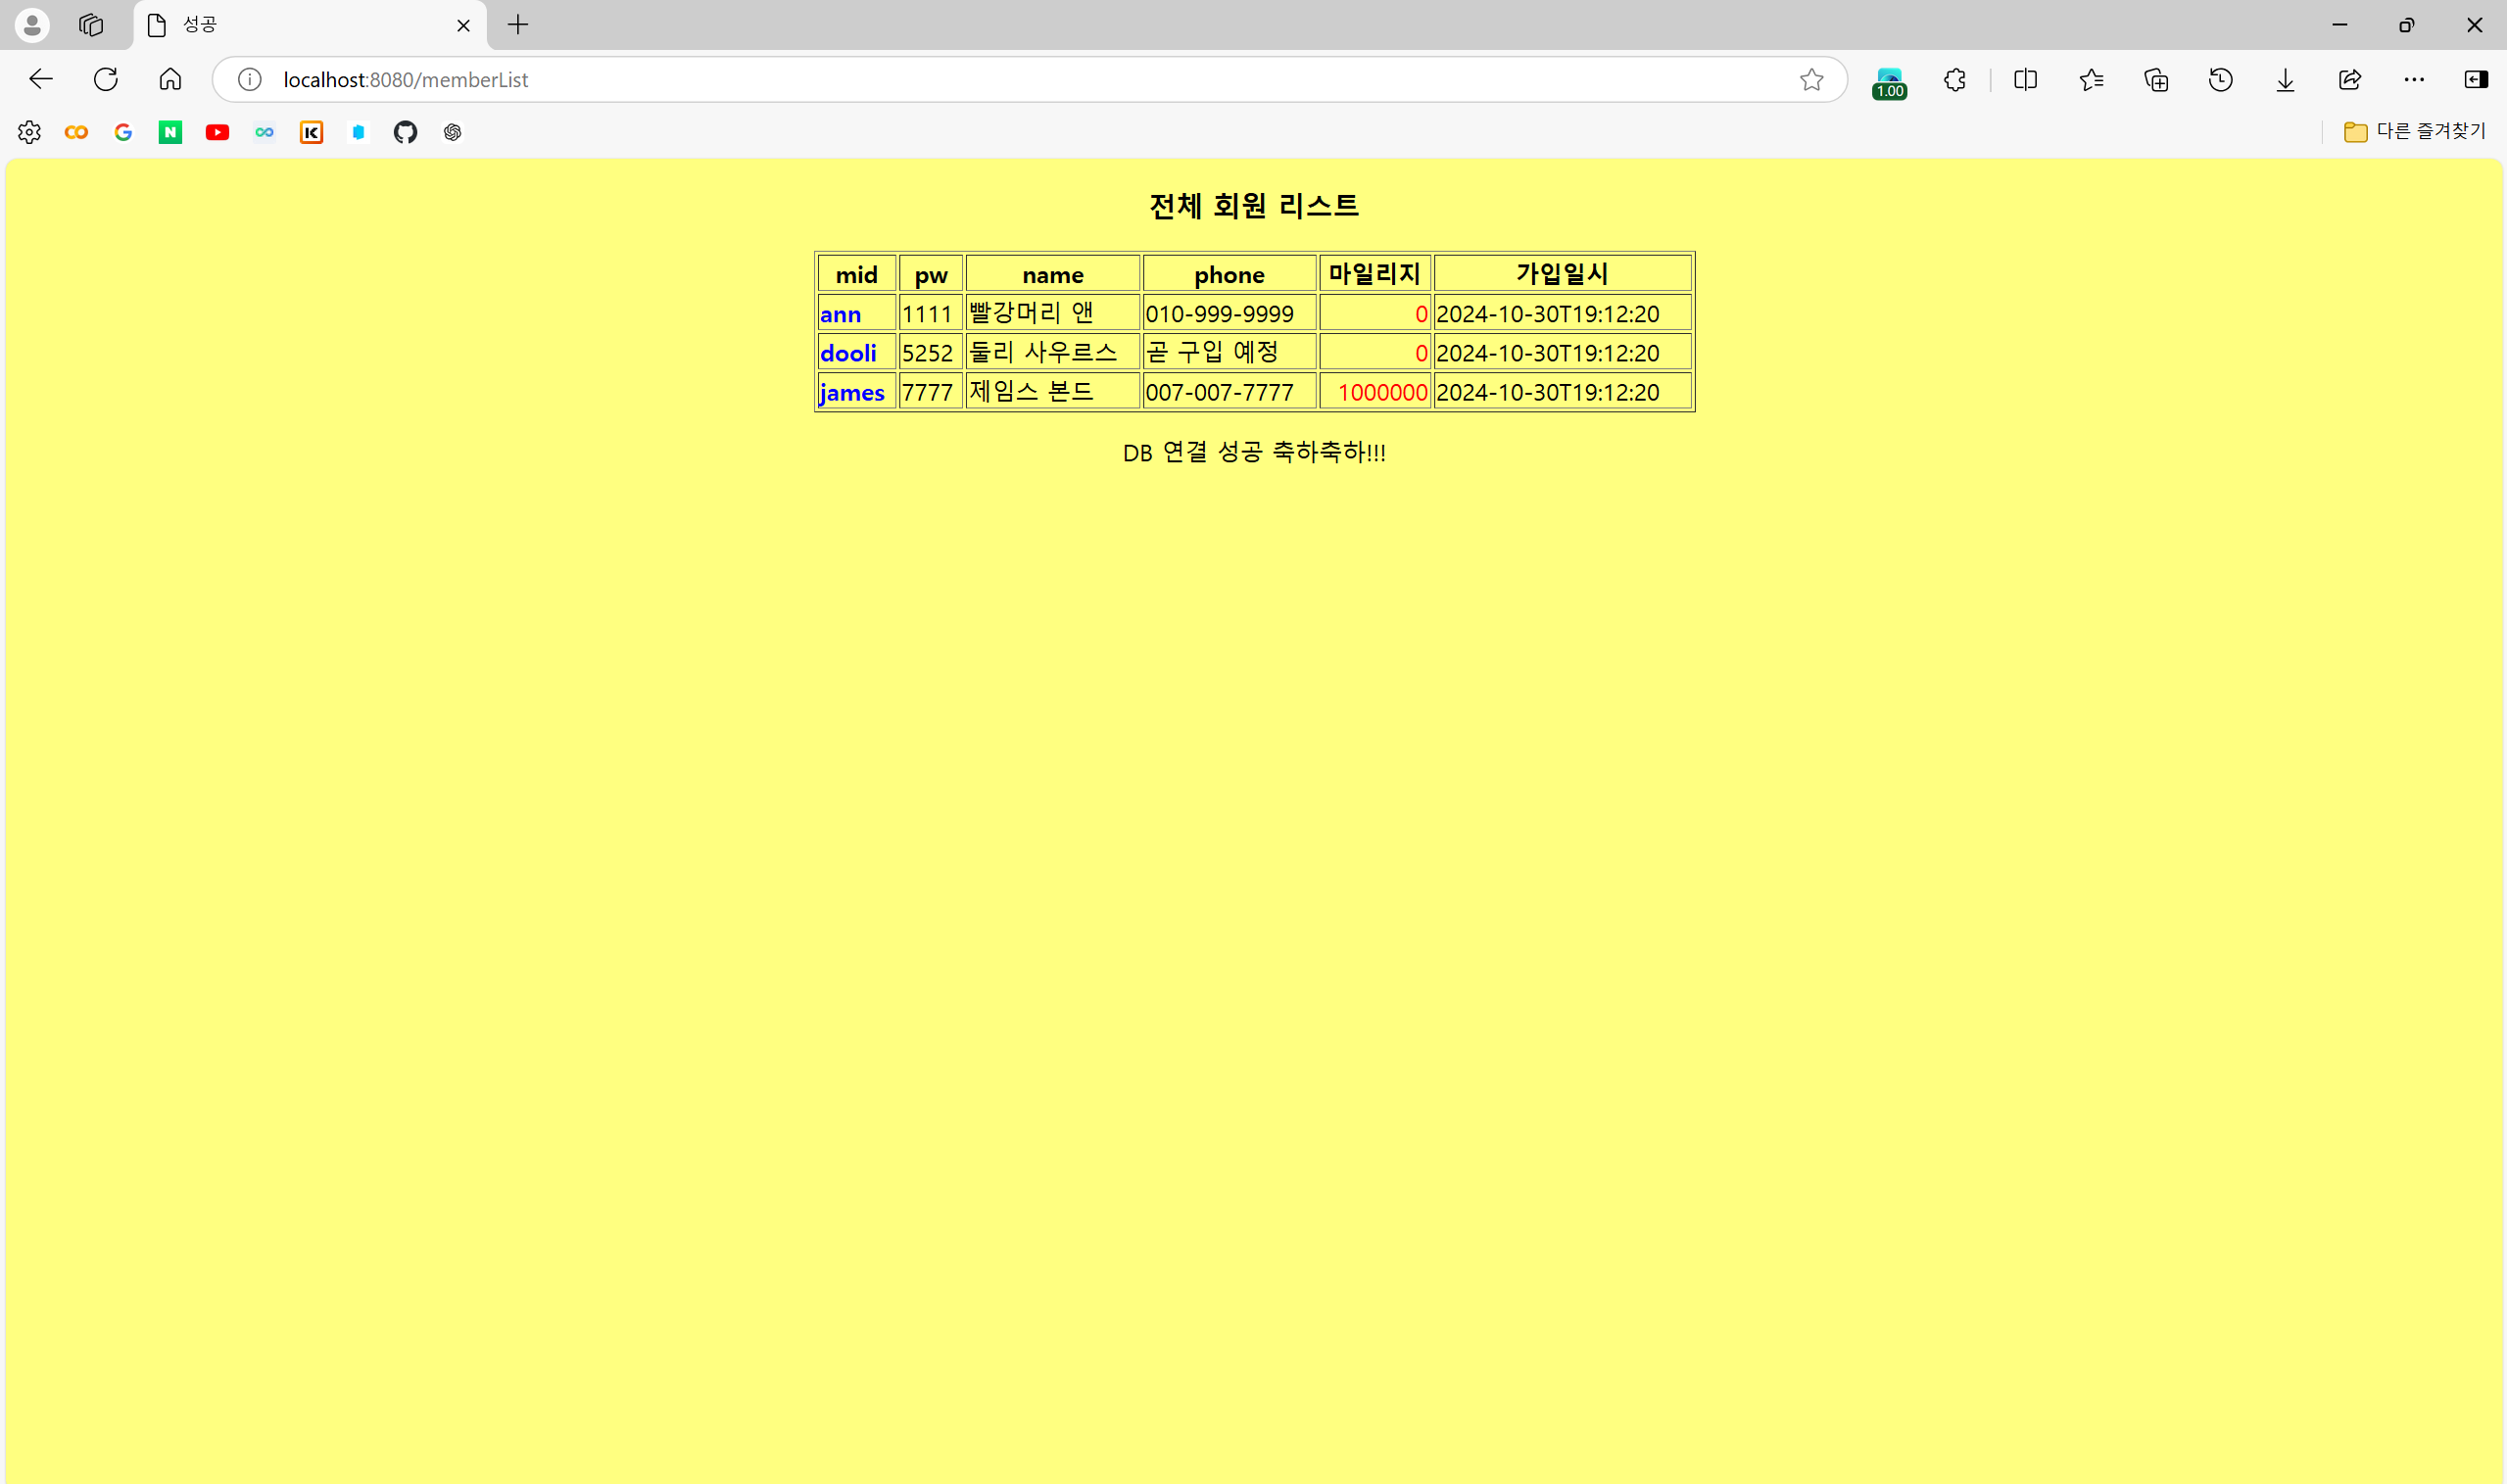 성공
localhost:8080/memberList
1.00
다른 즐겨찾기
전체 회원 리스트
mid pw name phone 마일리지 가입일시
ann 1111 빨강머리 앤 010-999-9999 0 2024-10-30T19:12:20
dooli 5252 둘리 사우르스 곧 구입 예정 0 2024-10-30T19:12:20
james 7777 제임스 본드 007-007-7777 1000000 2024-10-30T19:12:20
DB 연결 성공 축하축하!!!